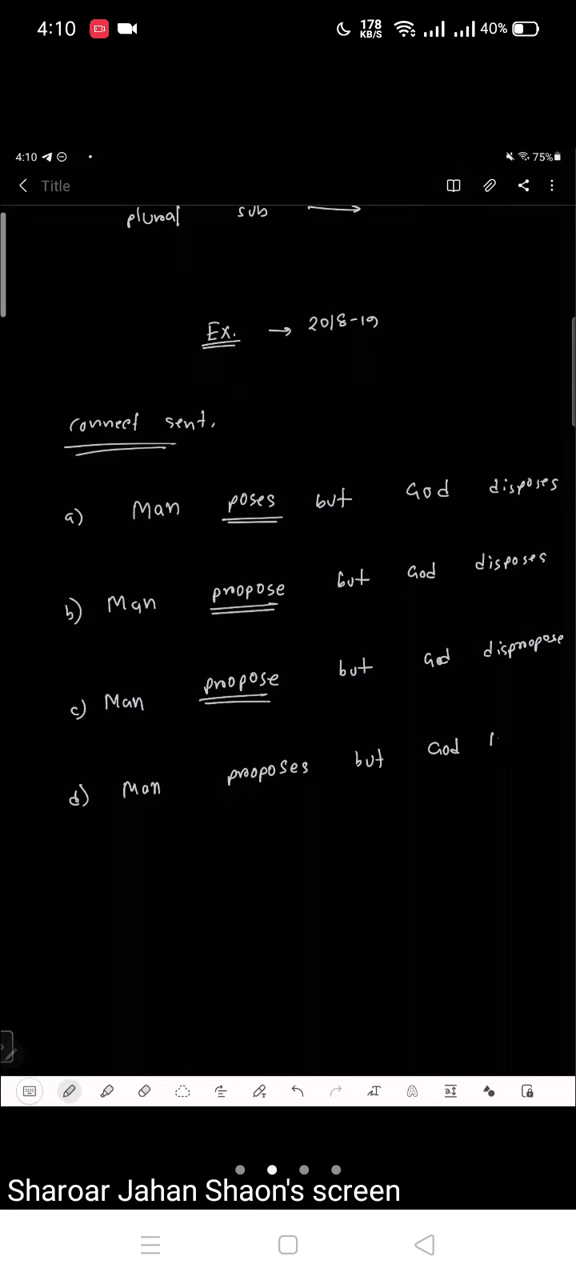 4:10
178 KB/S
40%
4:10
75%
Title
plural sub →
Ex. → 2018-19
connect sent.
a) Man poses but God disposes
b) Man propose but God disposes
c) Man propose but God dispropose
d) Man proposes but God
Sharoar Jahan Shaon's screen